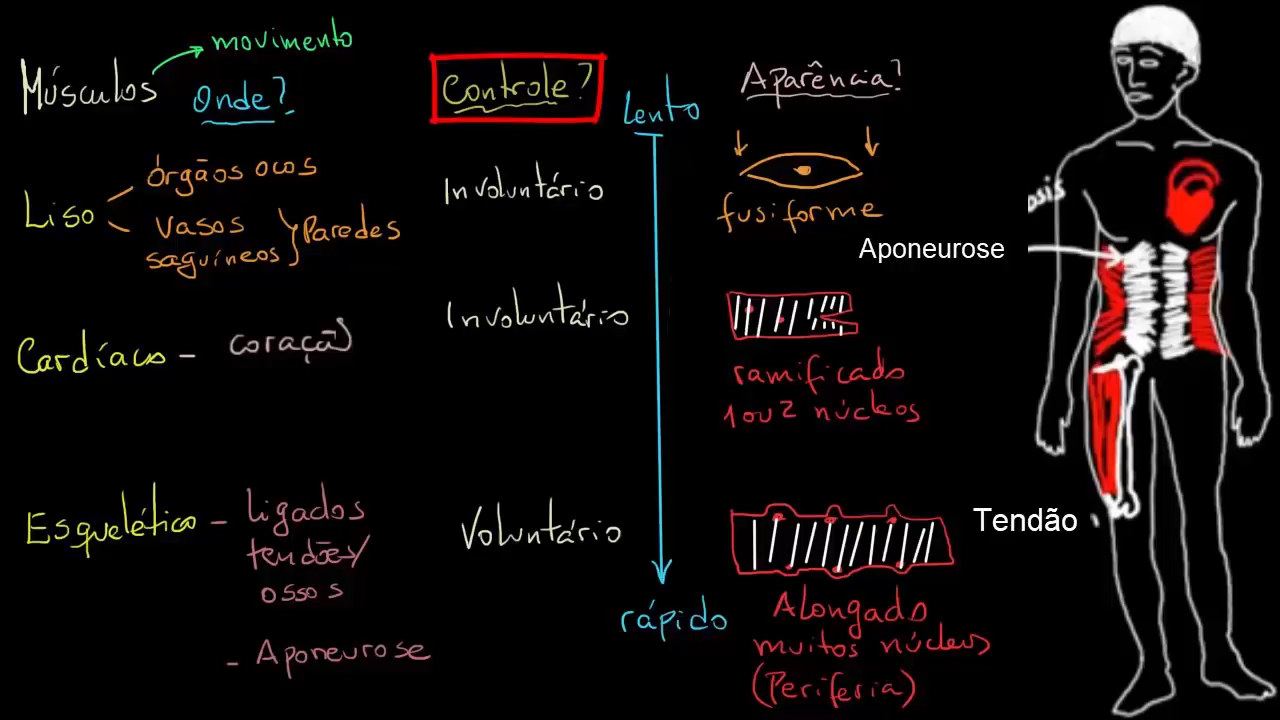 movimento
Músculos
Onde?
Controle?
lento
Aparência?
Liso
órgãos ocos
vasos
saguíneos
Paredes
Involuntário
fusiforme
osis
Aponeurose
Cardíaco - coração
Involuntário
ramificado
1 ou 2 núcleos
Esquelético - Ligados
tendões/
ossos
- Aponeurose
Voluntário
rápido
Tendão
Alongado
muitos núcleos
(Periferia)